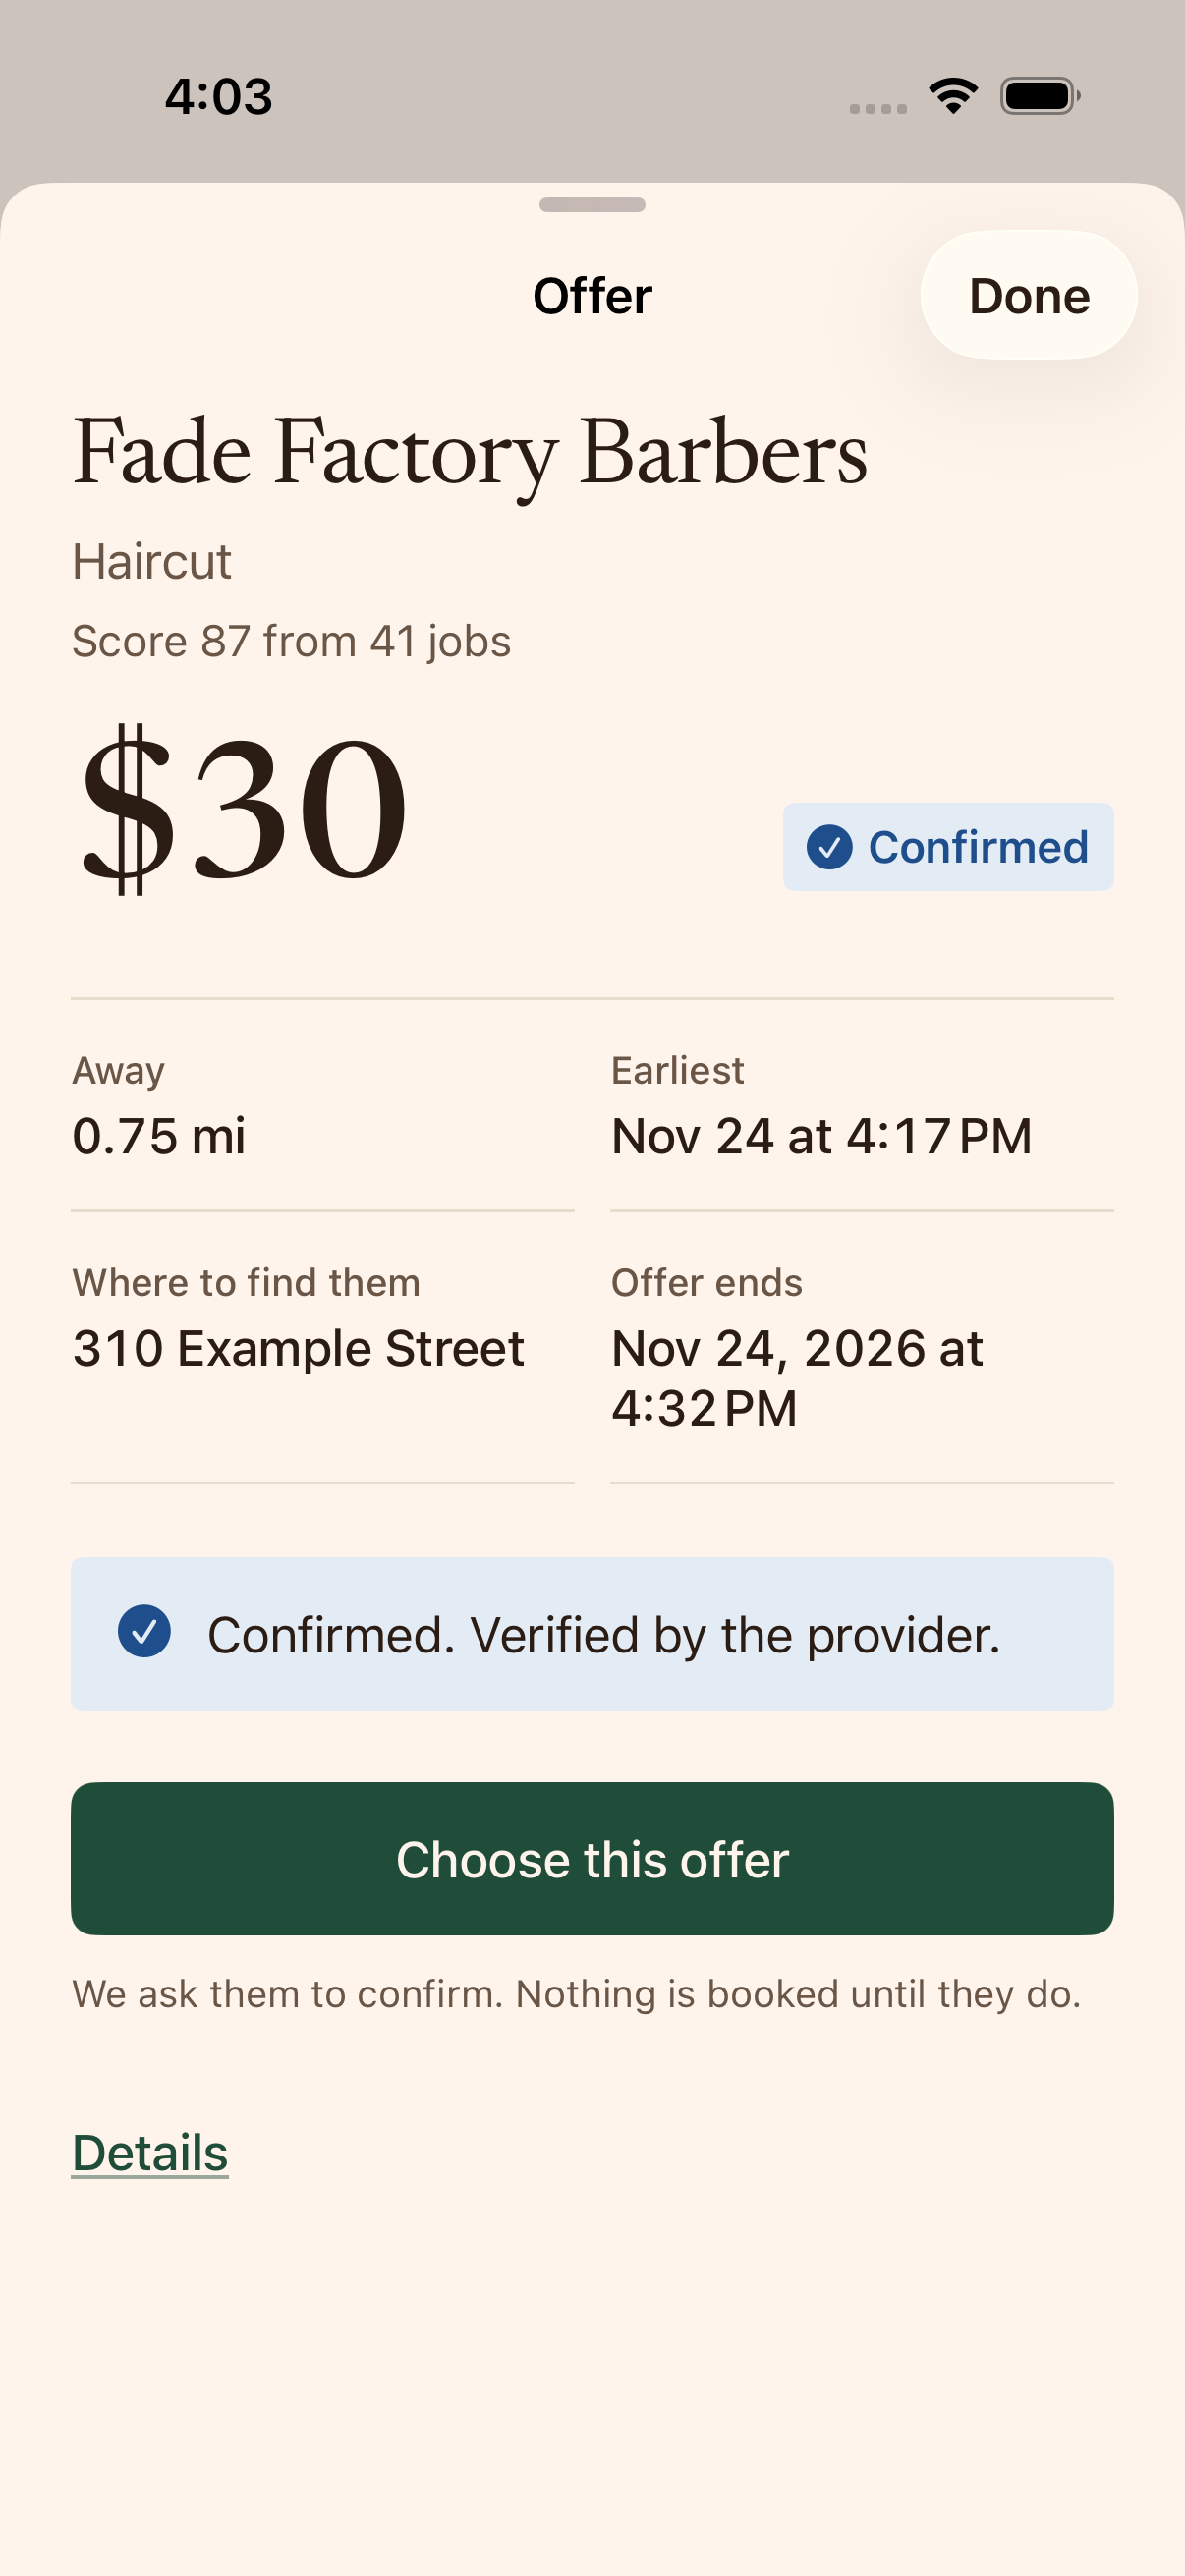 4:03
Offer
Done
Fade Factory Barbers
Haircut
Score 87 from 41 jobs
$30
Confirmed
Away
0.75 mi
Earliest
Nov 24 at 4:17 PM
Where to find them
310 Example Street
Offer ends
Nov 24, 2026 at
4:32 PM
Confirmed. Verified by the provider.
Choose this offer
We ask them to confirm. Nothing is booked until they do.
Details